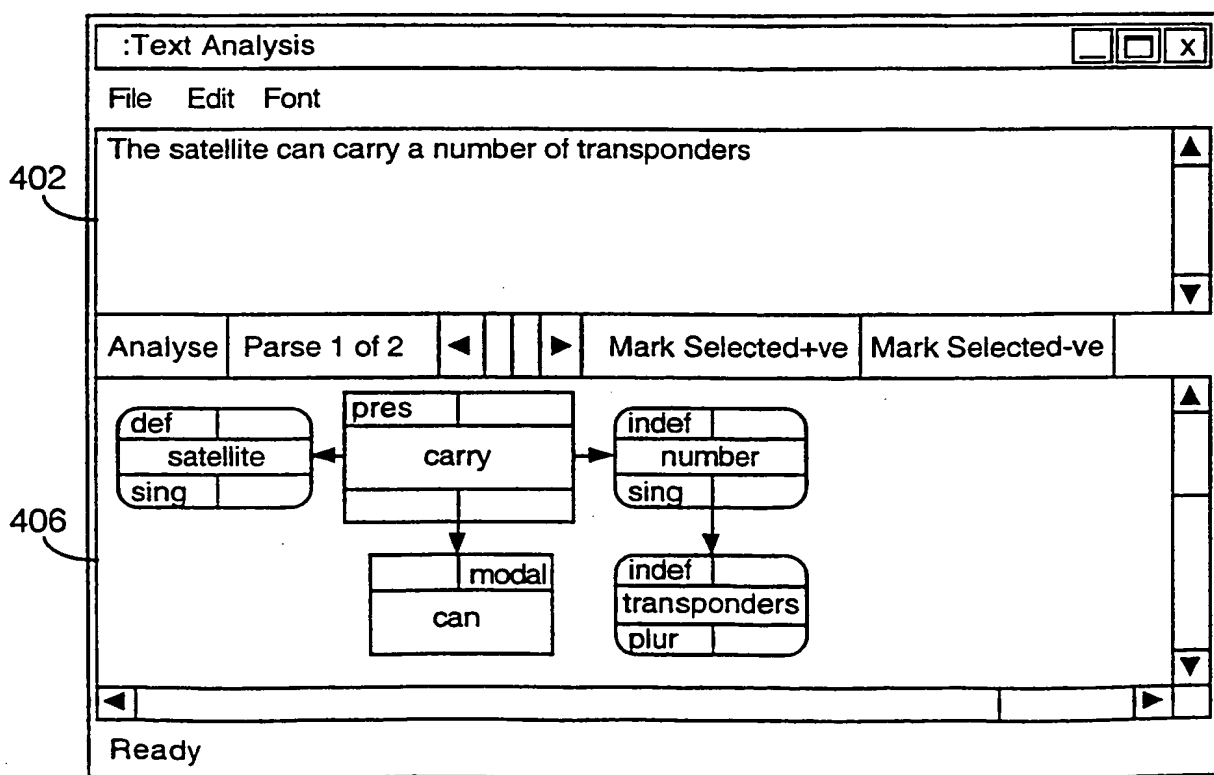 :Text Analysis
_ x
File Edit Font
The satellite can carry a number of transponders
402
Analyse Parse 1 of 2 Mark Selected+ve Mark Selected-ve
def pres indef
satellite carry number
sing sing
406
modal indef
can transponders
plur
Ready